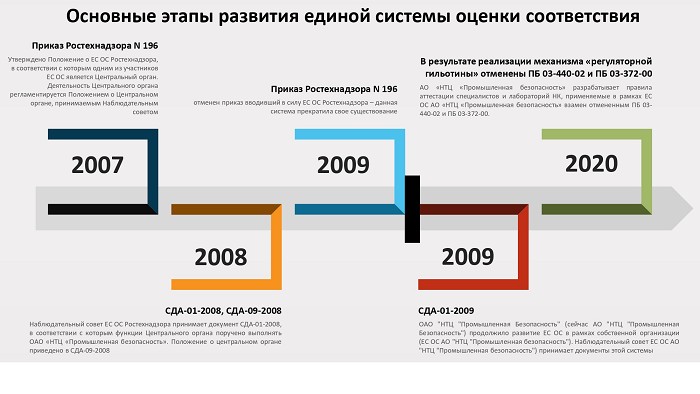 Основные этапы развития единой системы оценки соответствия
Приказ Ростехнадзора N 196
Утверждено Положение о ЕС ОС Ростехнадзора,
в соответствии с которым одним из участников
ЕС ОС является Центральный орган.
Деятельность Центрального органа
регламентируется Положением о Центральном
органе, принимаемым Наблюдательным
советом
2007
2008
СДА-01-2008, СДА-09-2008
Наблюдательный совет ЕС ОС Ростехнадзора принимает документ СДА-01-2008,
в соответствии с которым функции Центрального органа поручено выполнять
ОАО «НТЦ «Промышленная безопасность». Положение о центральном органе
приведено в СДА-09-2008
Приказ Ростехнадзора N 196
отменен приказ вводивший в силу ЕС ОС Ростехнадзора – данная
система прекратила свое существование
2009
2009
СДА-01-2009
ОАО "НТЦ "Промышленная Безопасность" (сейчас АО "НТЦ "Промышленная
Безопасность") продолжило развитие ЕС ОС в рамках собственной организации
(ЕС ОС АО "НТЦ "Промышленная безопасность"). Наблюдательный совет ЕС ОС АО
"НТЦ "Промышленная безопасность") принимает документы этой системы
В результате реализации механизма «регуляторной
гильотины» отменены ПБ 03-440-02 и ПБ 03-372-00
АО «НТЦ «Промышленная безопасность» разрабатывает правила
аттестации специалистов и лабораторий НК, применяемые в рамках ЕС
ОС АО «НТЦ «Промышленная безопасность» взамен отмененным ПБ 03-
440-02 и ПБ 03-372-00.
2020